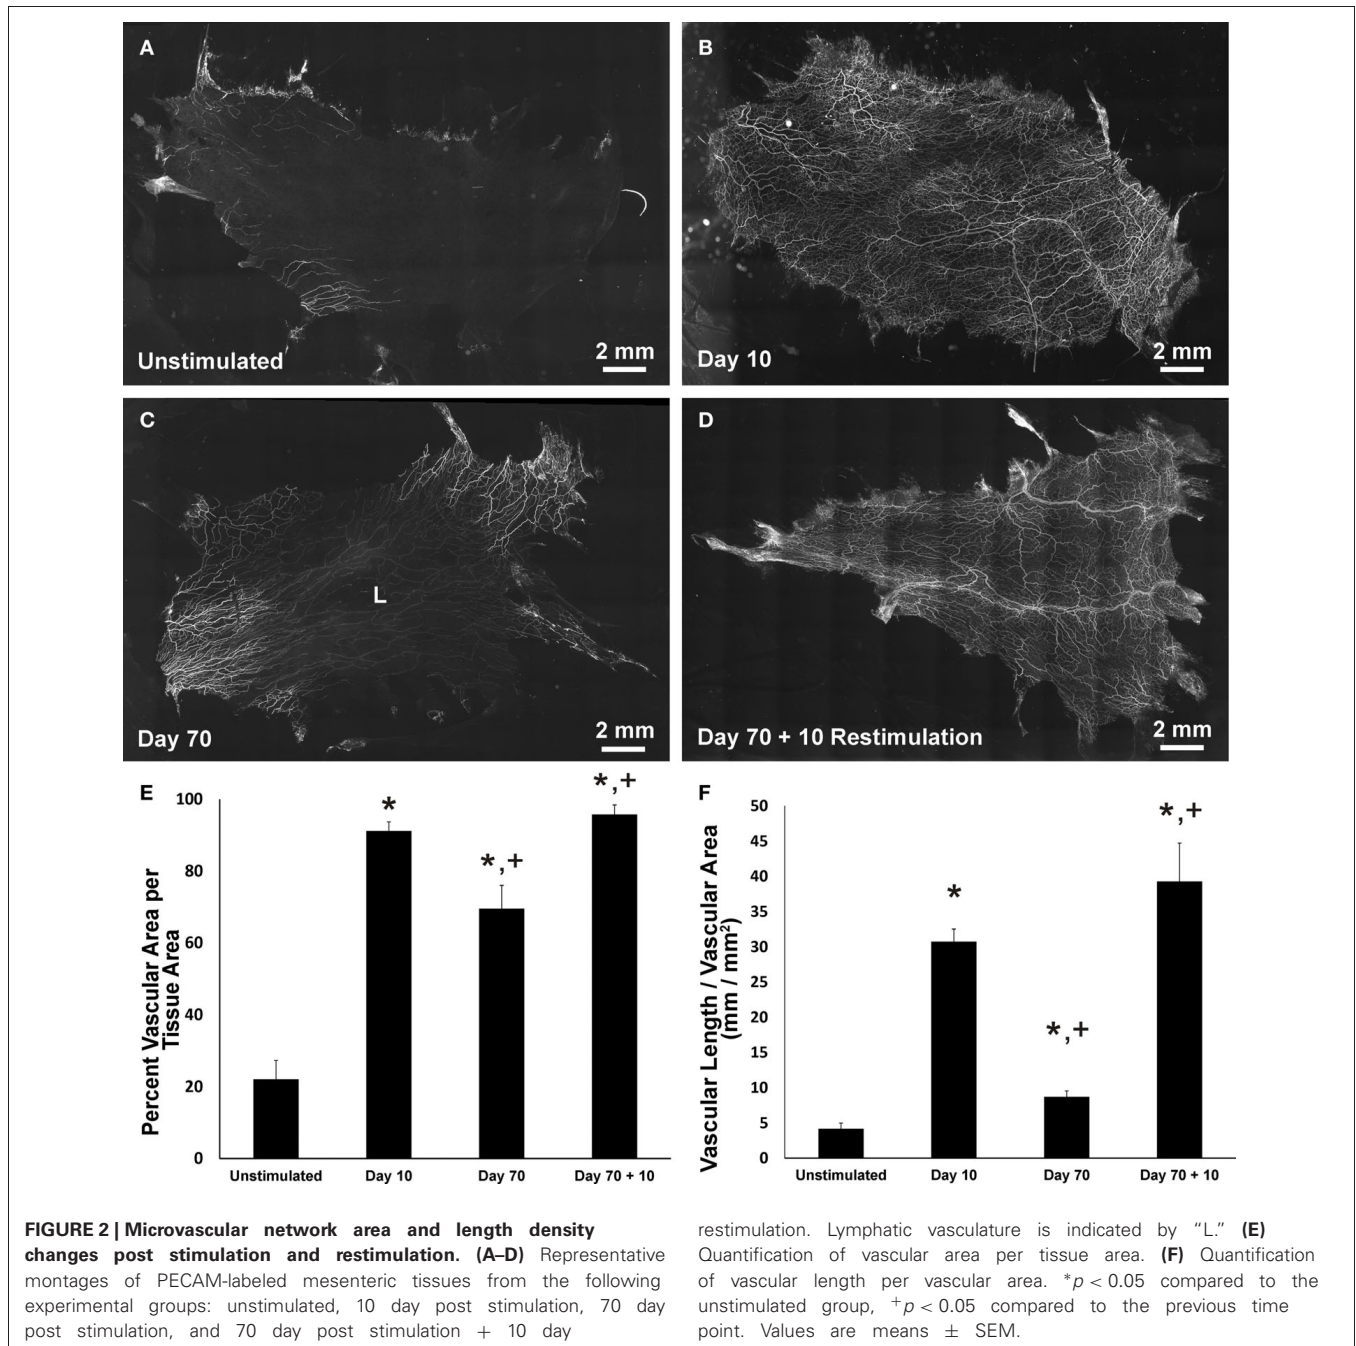 A
Unstimulated
2 mm
B
Day 10
2 mm
C
L
Day 70
2 mm
D
Day 70 + 10 Restimulation
2 mm
E
Percent Vascular Area per
Tissue Area
100
80
60
40
20
0
*
*,+
*,+
Unstimulated Day 10 Day 70 Day 70 + 10
F
Vascular Length / Vascular Area
(mm / mm²)
50
45
40
35
30
25
20
15
10
5
0
*
*,+
*,+
Unstimulated Day 10 Day 70 Day 70 + 10
FIGURE 2 | Microvascular network area and length density
changes post stimulation and restimulation. (A–D) Representative
montages of PECAM-labeled mesenteric tissues from the following
experimental groups: unstimulated, 10 day post stimulation, 70 day
post stimulation, and 70 day post stimulation + 10 day
restimulation. Lymphatic vasculature is indicated by “L.” (E)
Quantification of vascular area per tissue area. (F) Quantification
of vascular length per vascular area. *p < 0.05 compared to the
unstimulated group, +p < 0.05 compared to the previous time
point. Values are means ± SEM.